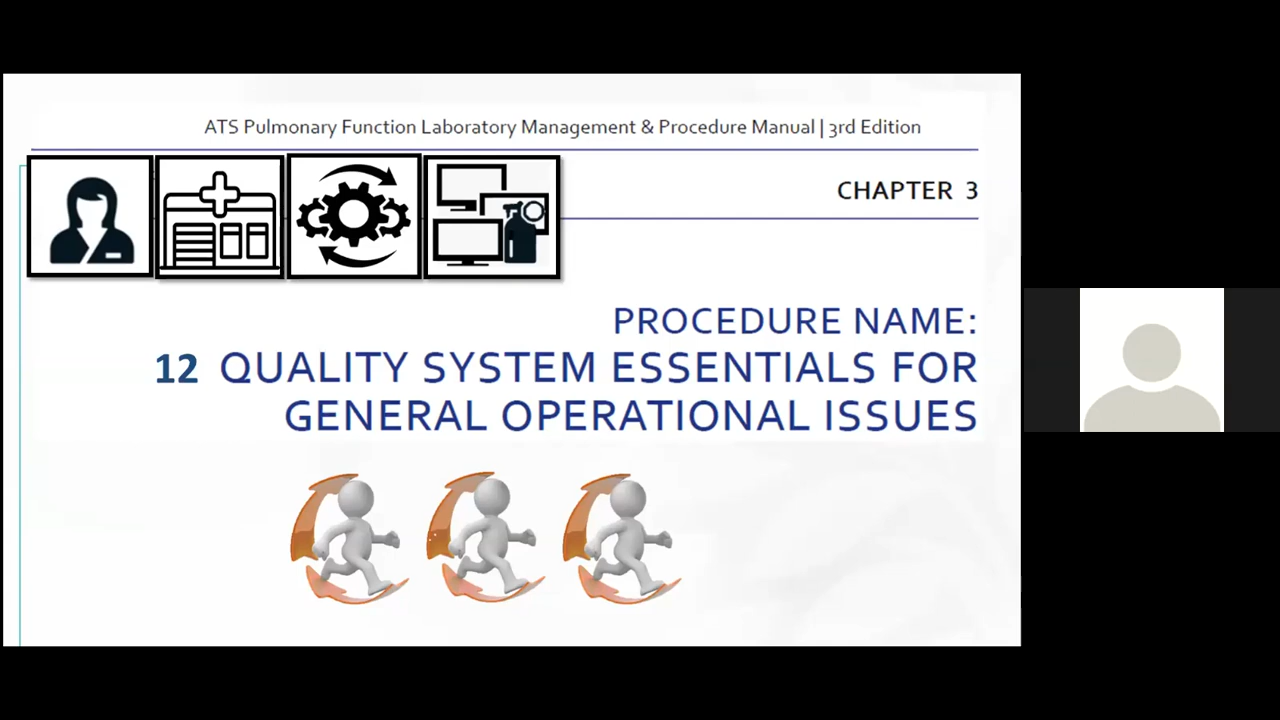 ATS Pulmonary Function Laboratory Management & Procedure Manual | 3rd Edition
CHAPTER 3
PROCEDURE NAME:
12 QUALITY SYSTEM ESSENTIALS FOR
GENERAL OPERATIONAL ISSUES